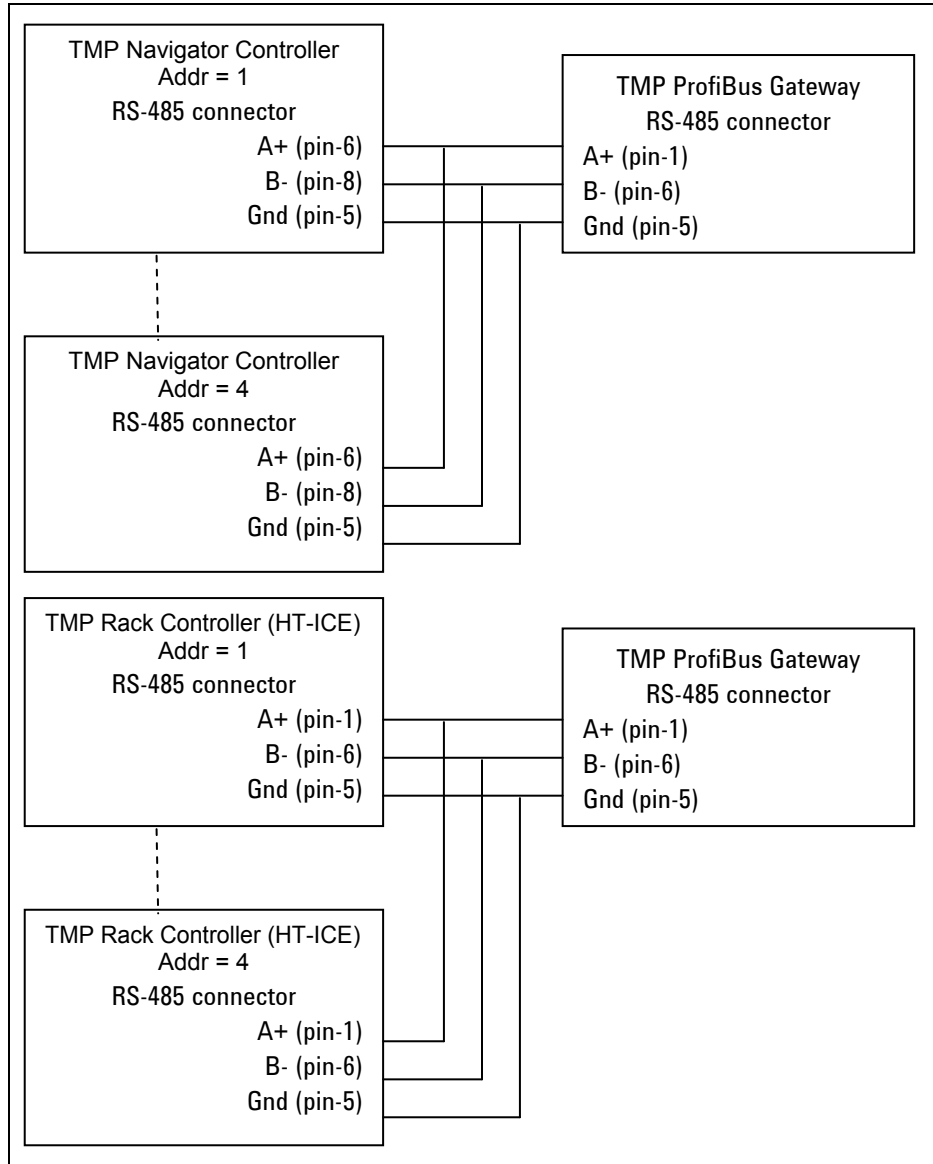 TMP Navigator Controller
Addr = 1
RS-485 connector
A+ (pin-6)
B- (pin-8)
Gnd (pin-5)
TMP ProfiBus Gateway
RS-485 connector
A+ (pin-1)
B- (pin-6)
Gnd (pin-5)
TMP Navigator Controller
Addr = 4
RS-485 connector
A+ (pin-6)
B- (pin-8)
Gnd (pin-5)
TMP Rack Controller (HT-ICE)
Addr = 1
RS-485 connector
A+ (pin-1)
B- (pin-6)
Gnd (pin-5)
TMP ProfiBus Gateway
RS-485 connector
A+ (pin-1)
B- (pin-6)
Gnd (pin-5)
TMP Rack Controller (HT-ICE)
Addr = 4
RS-485 connector
A+ (pin-1)
B- (pin-6)
Gnd (pin-5)